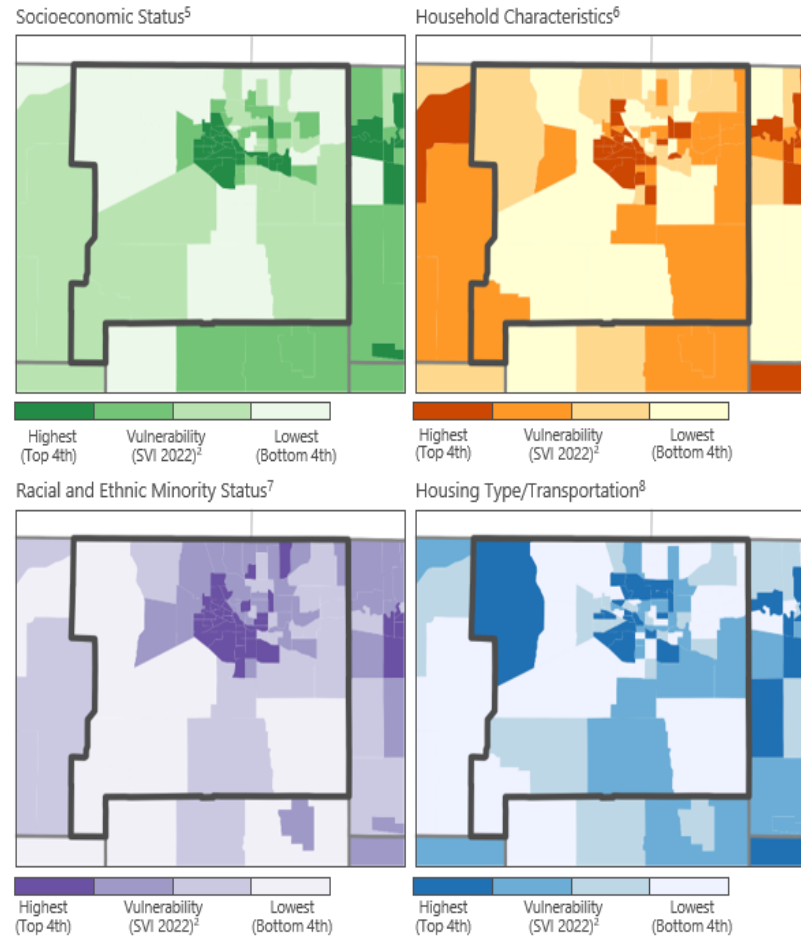 Socioeconomic Status⁵
Household Characteristics⁶
Highest
(Top 4th)
Vulnerability
(SVI 2022)²
Lowest
(Bottom 4th)
Highest
(Top 4th)
Vulnerability
(SVI 2022)²
Lowest
(Bottom 4th)
Racial and Ethnic Minority Status⁷
Housing Type/Transportation⁸
Highest
(Top 4th)
Vulnerability
(SVI 2022)²
Lowest
(Bottom 4th)
Highest
(Top 4th)
Vulnerability
(SVI 2022)²
Lowest
(Bottom 4th)